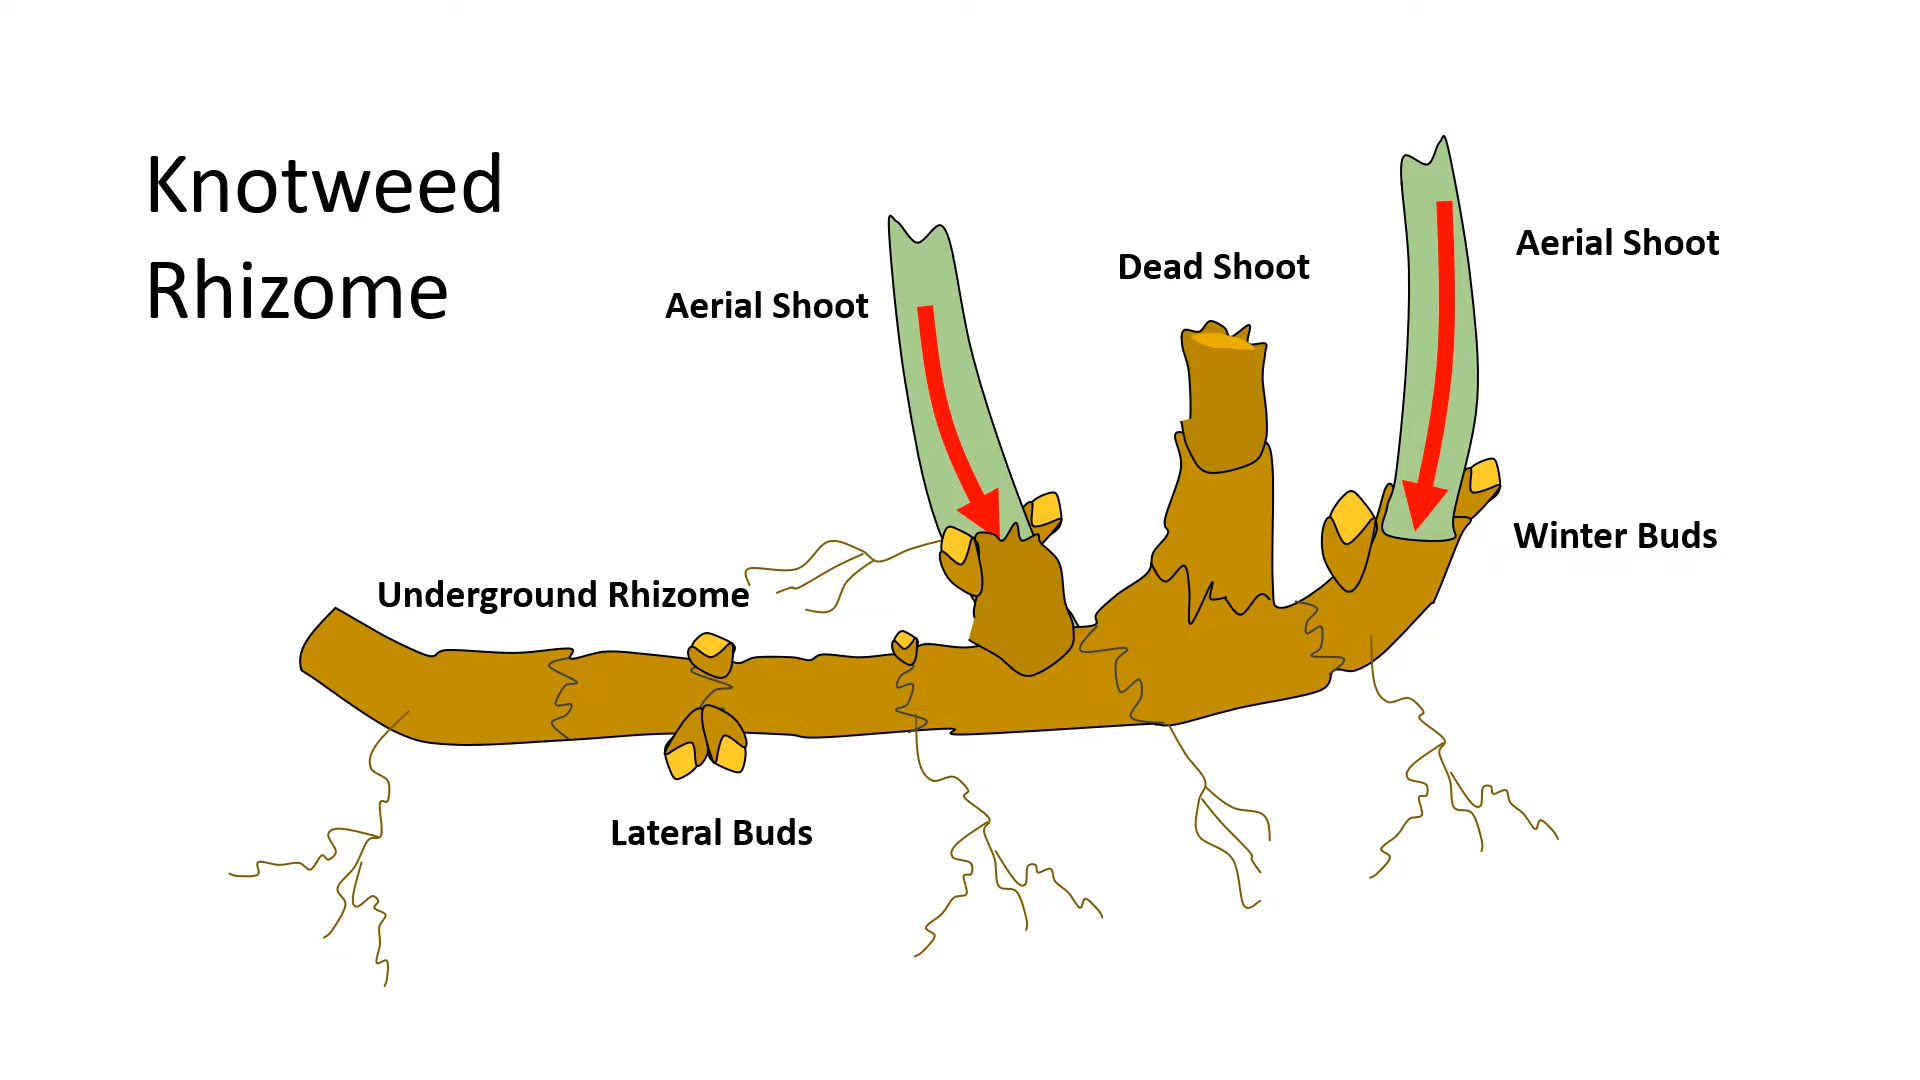 Knotweed
Rhizome
Aerial Shoot
Dead Shoot
Aerial Shoot
Winter Buds
Underground Rhizome
Lateral Buds